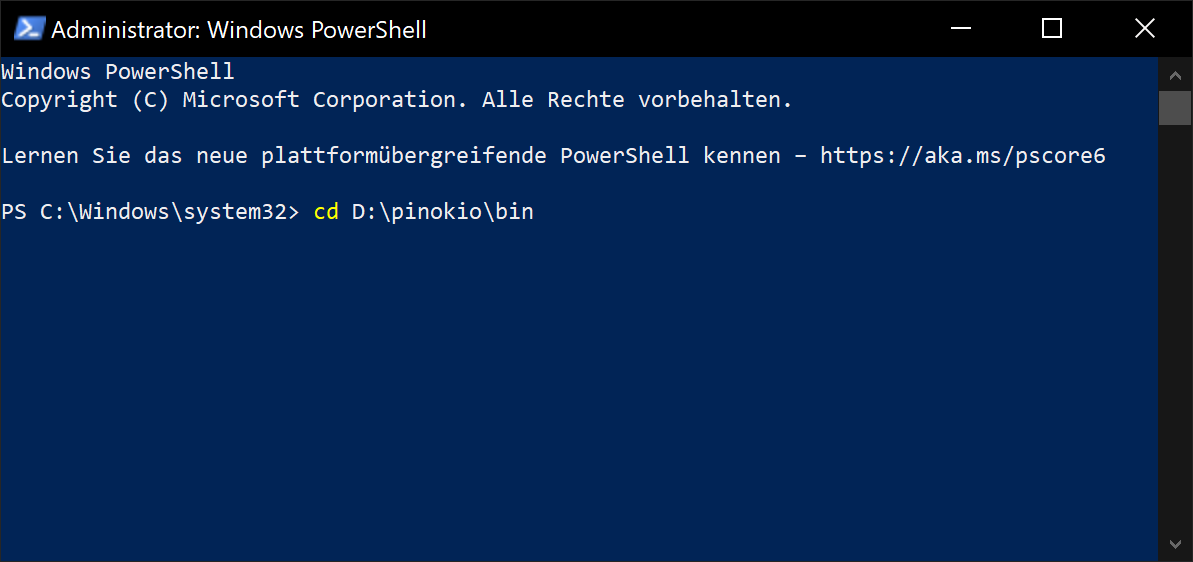 Administrator: Windows PowerShell
Windows PowerShell
Copyright (C) Microsoft Corporation. Alle Rechte vorbehalten.
Lernen Sie das neue plattformübergreifende PowerShell kennen – https://aka.ms/pscore6
PS C:\Windows\system32> cd D:\pinokio\bin